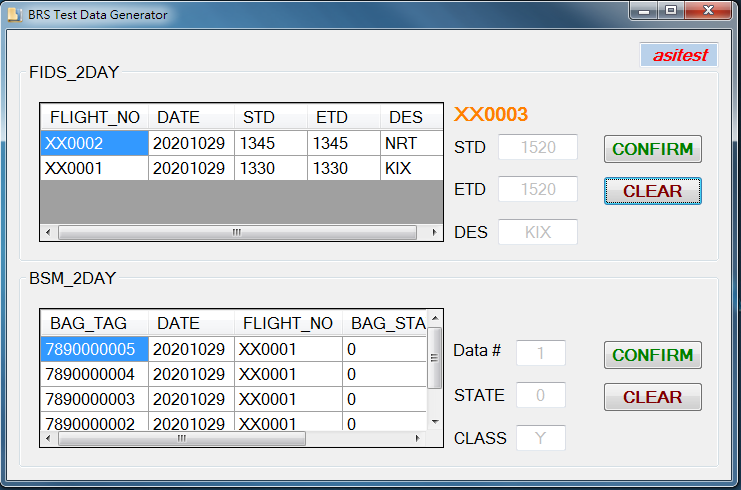 BRS Test Data Generator
asitest
FIDS_2DAY
FLIGHT_NO DATE STD ETD DES
XX0002 20201029 1345 1345 NRT
XX0001 20201029 1330 1330 KIX
XX0003
STD 1520 CONFIRM
ETD 1520 CLEAR
DES KIX
BSM_2DAY
BAG_TAG DATE FLIGHT_NO BAG_STA
7890000005 20201029 XX0001 0
7890000004 20201029 XX0001 0
7890000003 20201029 XX0001 0
7890000002 20201029 XX0001 0
Data # 1 CONFIRM
STATE 0 CLEAR
CLASS Y